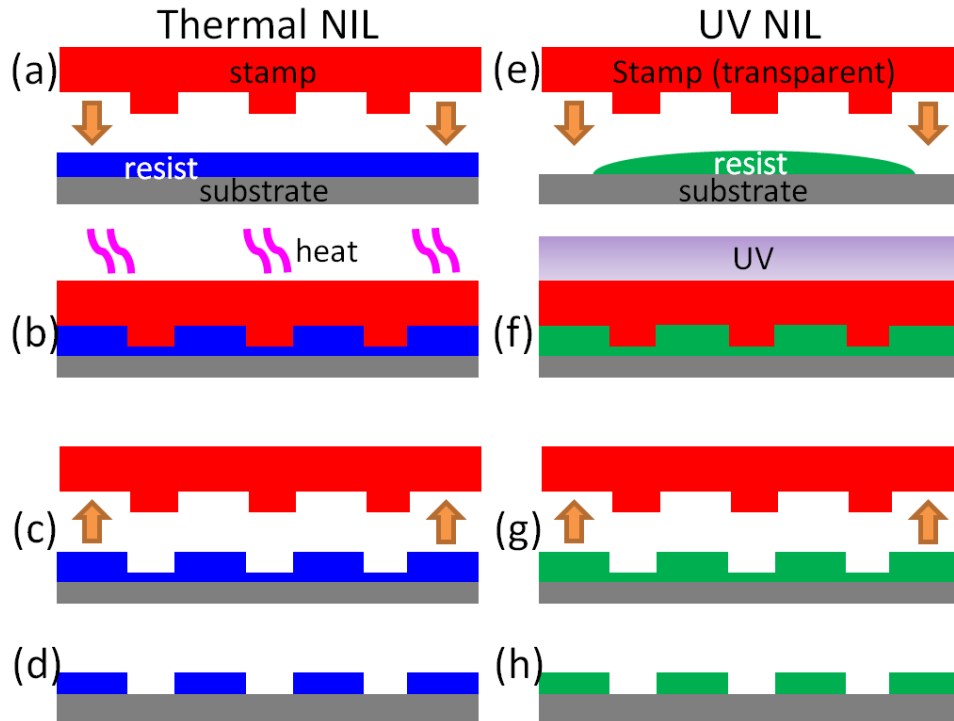 Thermal NIL
UV NIL
(a)
stamp
resist
substrate
(e)
Stamp (transparent)
resist
substrate
heat
(b)
UV
(f)
(c)
(g)
(d)
(h)